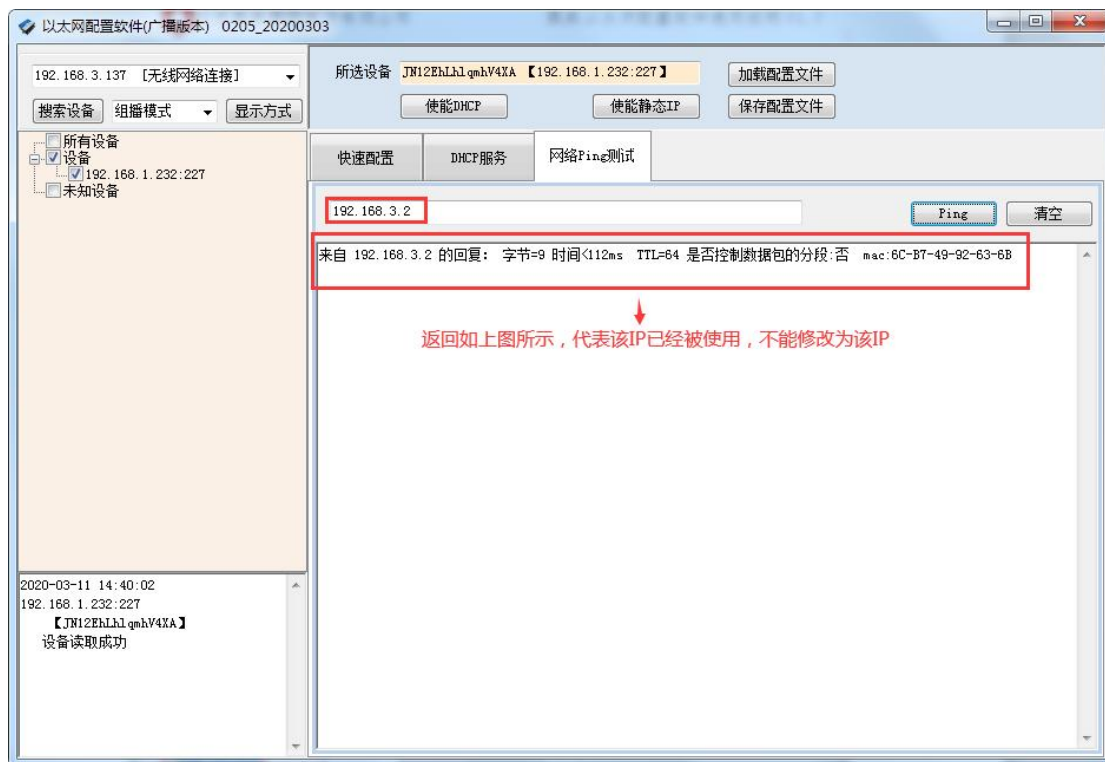 以太网配置软件(广播版本) 0205_20200303
192.168.3.137 [无线网络连接]
搜索设备 组播模式 显示方式
所有设备
设备
192.168.1.232:227
未知设备
所选设备 JN12EhLhlqmhV4XA 【192.168.1.232:227】 加载配置文件
使能DHCP 使能静态IP 保存配置文件
快速配置 DHCP服务 网络Ping测试
192.168.3.2 Ping 清空
来自 192.168.3.2 的回复: 字节=9 时间<112ms TTL=64 是否控制数据包的分段:否 mac:6C-B7-49-92-63-6B
返回如上图所示，代表该IP已经被使用，不能修改为该IP
2020-03-11 14:40:02
192.168.1.232:227
【JN12EhLhlqmhV4XA】
设备读取成功